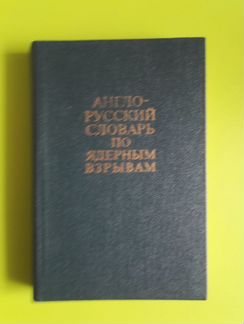 АНГЛО-
РУССКИЙ
СЛОВАРЬ
ПО
ЯДЕРНЫМ
ВЗРЫВАМ